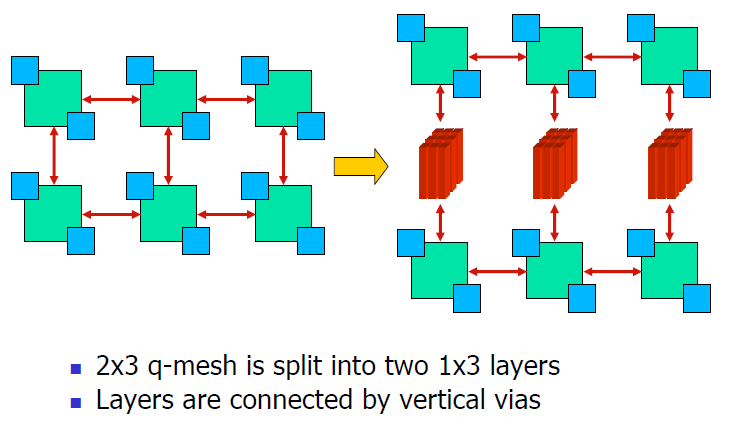 2x3 q-mesh is split into two 1x3 layers
Layers are connected by vertical vias